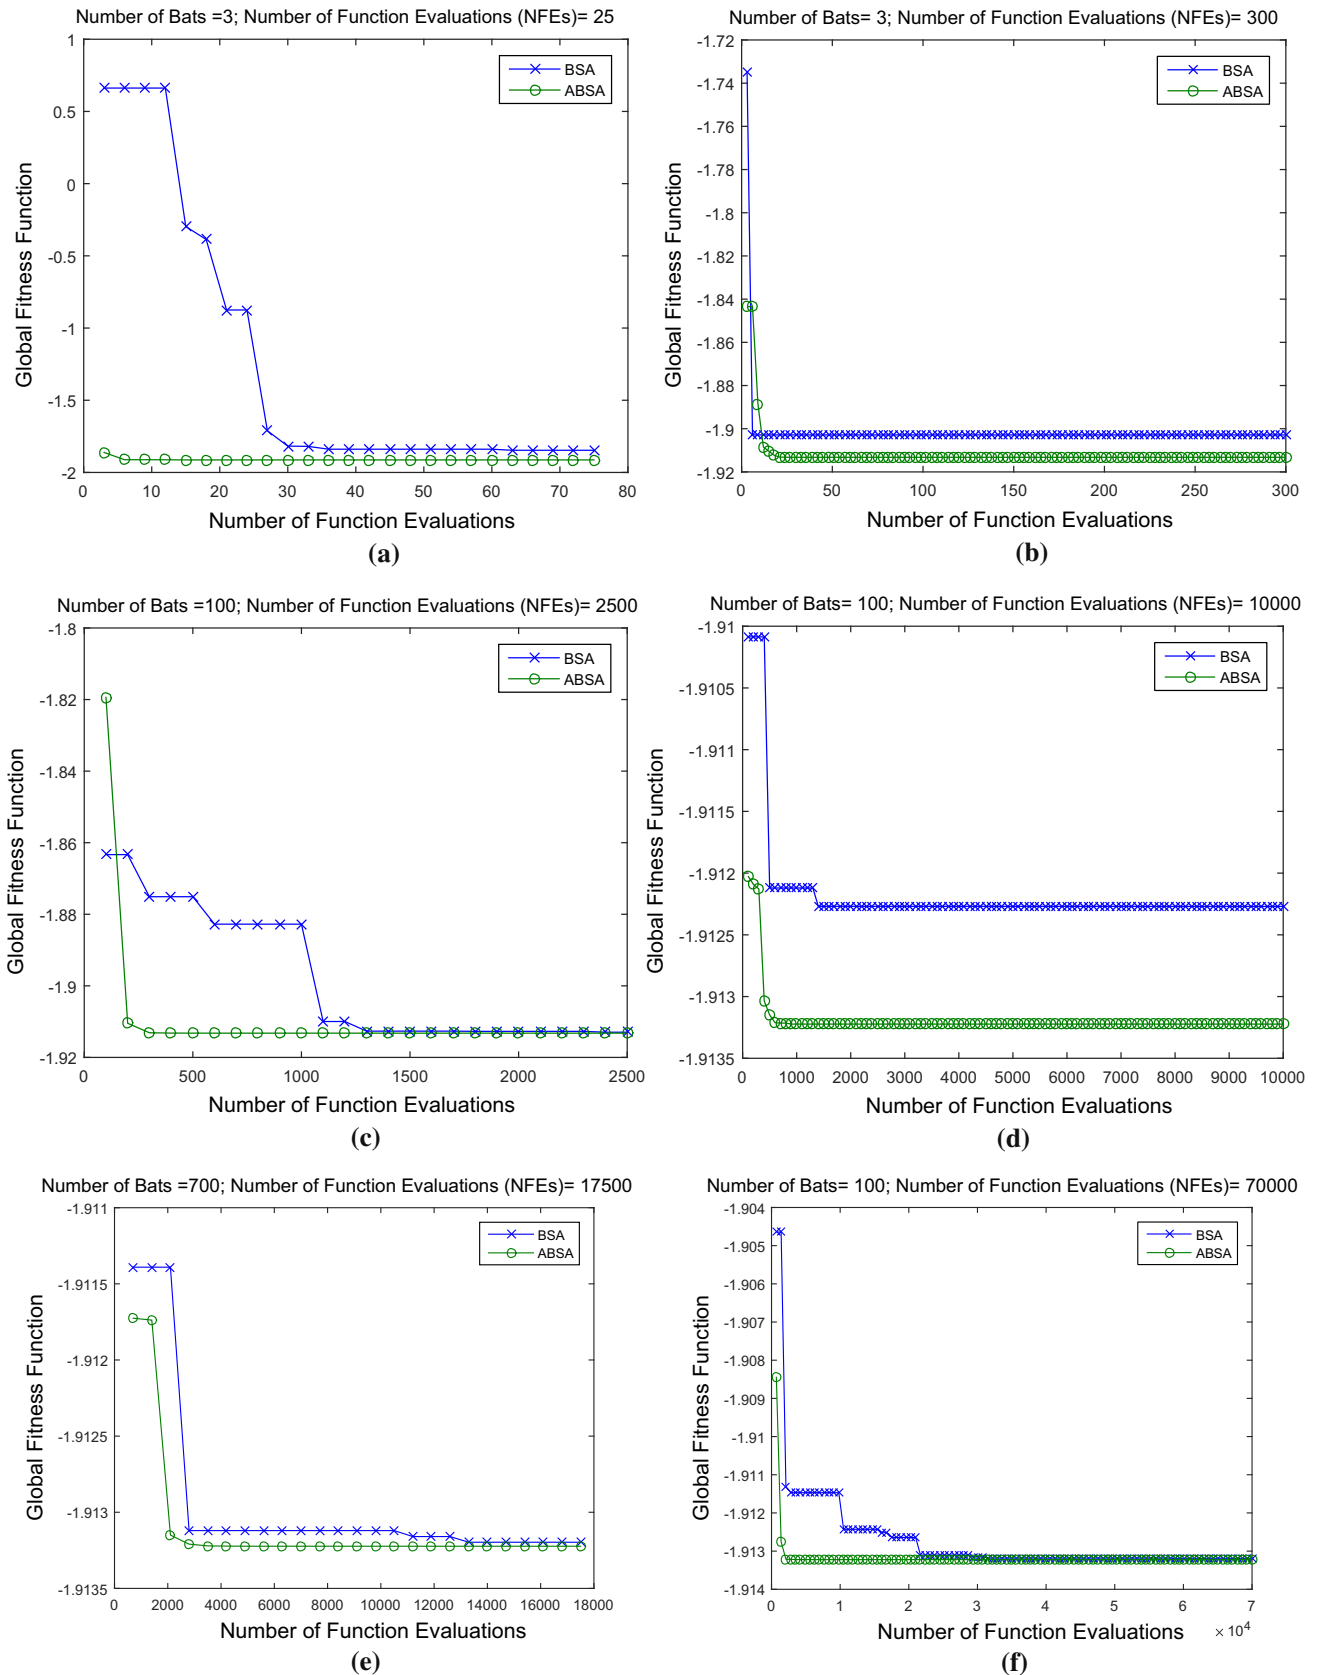 Number of Bats =3; Number of Function Evaluations (NFEs)= 25
1
0.5
0
-0.5
-1
-1.5
-2
0 10 20 30 40 50 60 70 80
Global Fitness Function
Number of Function Evaluations
BSA
ABSA
(a)
Number of Bats= 3; Number of Function Evaluations (NFEs)= 300
-1.72
-1.74
-1.76
-1.78
-1.8
-1.82
-1.84
-1.86
-1.88
-1.9
-1.92
0 50 100 150 200 250 300
Global Fitness Function
Number of Function Evaluations
BSA
ABSA
(b)
Number of Bats =100; Number of Function Evaluations (NFEs)= 2500
-1.8
-1.82
-1.84
-1.86
-1.88
-1.9
-1.92
0 500 1000 1500 2000 2500
Global Fitness Function
Number of Function Evaluations
BSA
ABSA
(c)
Number of Bats= 100; Number of Function Evaluations (NFEs)= 10000
-1.91
-1.9105
-1.911
-1.9115
-1.912
-1.9125
-1.913
-1.9135
0 1000 2000 3000 4000 5000 6000 7000 8000 9000 10000
Global Fitness Function
Number of Function Evaluations
BSA
ABSA
(d)
Number of Bats =700; Number of Function Evaluations (NFEs)= 17500
-1.911
-1.9115
-1.912
-1.9125
-1.913
-1.9135
0 2000 4000 6000 8000 10000 12000 14000 16000 18000
Global Fitness Function
Number of Function Evaluations
BSA
ABSA
(e)
Number of Bats= 100; Number of Function Evaluations (NFEs)= 70000
-1.904
-1.905
-1.906
-1.907
-1.908
-1.909
-1.91
-1.911
-1.912
-1.913
-1.914
0 1 2 3 4 5 6 7
× 10⁴
Global Fitness Function
Number of Function Evaluations
BSA
ABSA
(f)